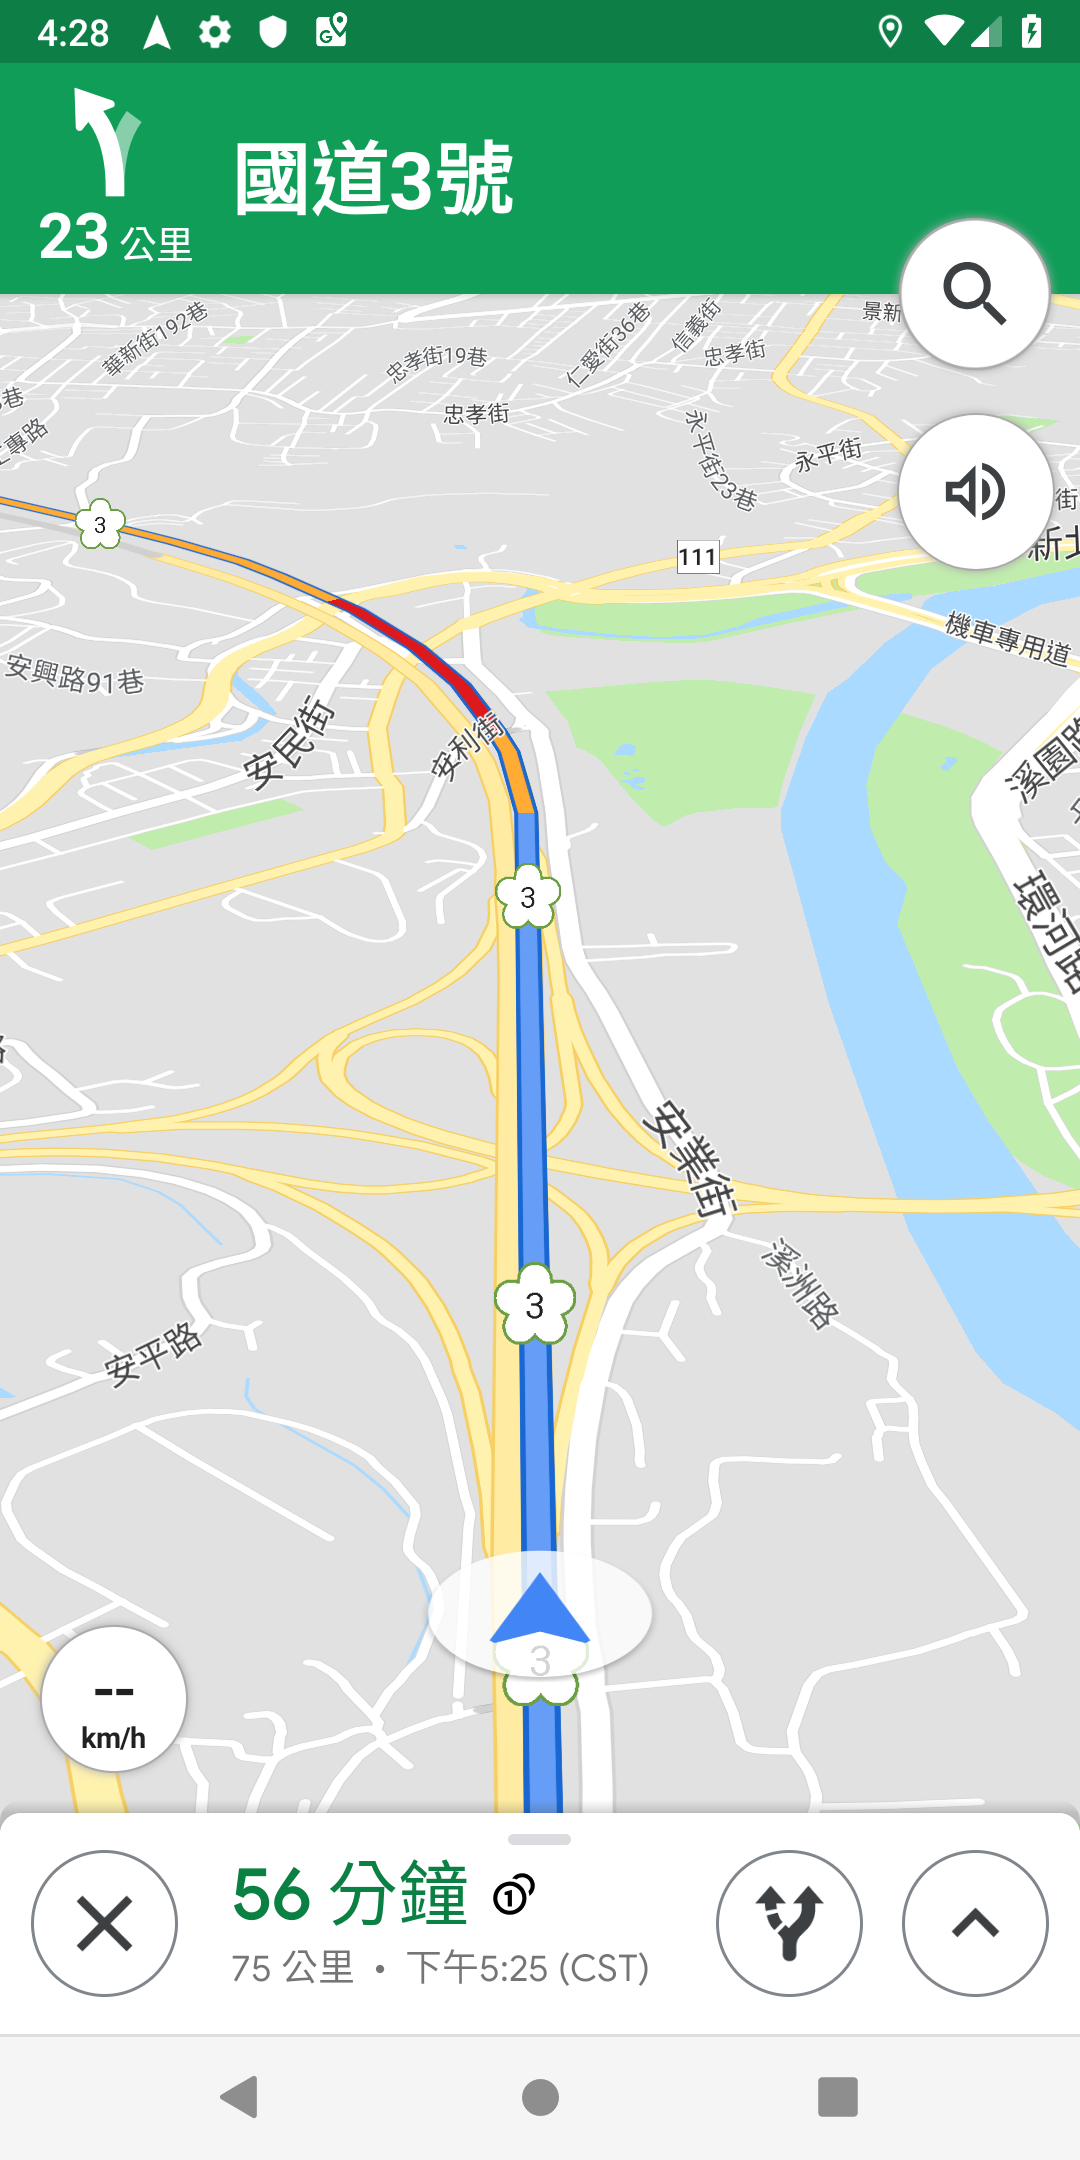 4:28
國道3號
23 公里
華新街192巷
忠孝街19巷
仁愛街36巷
信義街
忠孝街
景新
忠孝街
永平街23巷
永平街
街
新北
3
111
機車專用道
安興路91巷
安民街
安利街
溪園路
3
環河路
安業街
溪洲路
3
安平路
3
--
km/h
56 分鐘
75 公里 • 下午5:25 (CST)